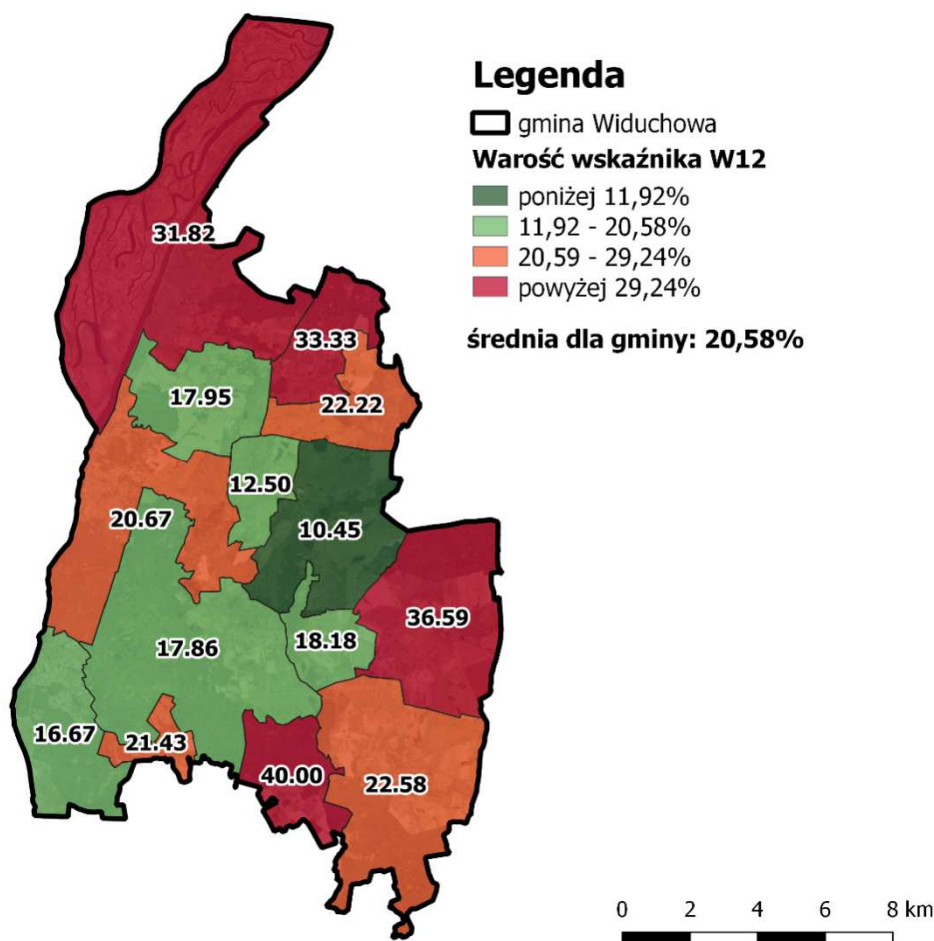 Legenda
gmina Widuchowa
Warość wskaźnika W12
poniżej 11,92%
11,92 - 20,58%
20,59 - 29,24%
powyżej 29,24%
średnia dla gminy: 20,58%
31.82
33.33
17.95
22.22
12.50
20.67
10.45
36.59
18.18
17.86
16.67
21.43
40.00
22.58
0 2 4 6 8 km